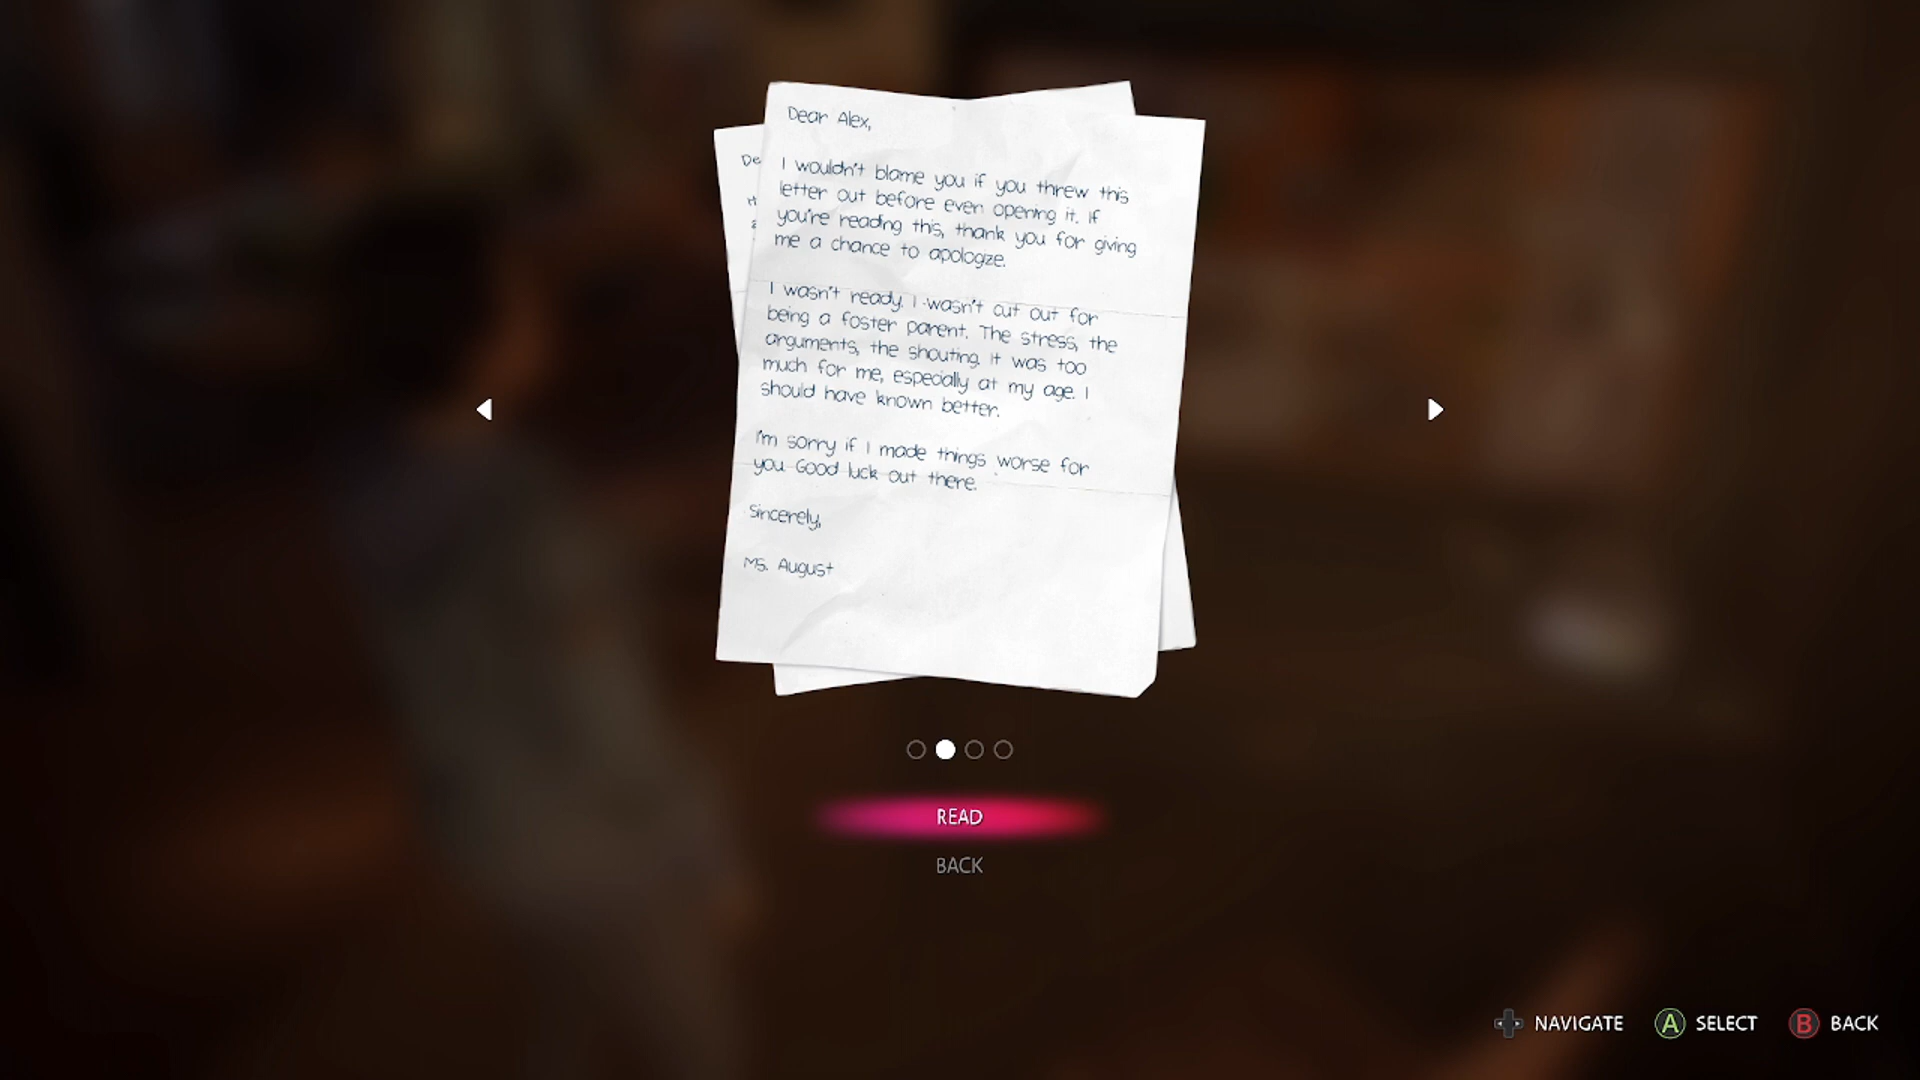 Dear Alex,
De
I wouldn't blame you if you threw this
letter out before even opening it. If
you're reading this, thank you for giving
me a chance to apologze.
I wasn't ready. I wasn't cut out for
being a foster parent. The stress, the
arguments, the shouting. It was too
much for me, especially at my age. I
should have known better.
I'm sorry if I made things worse for
you. Good luck out there.
Sincerely,
Ms. August
READ
BACK
NAVIGATE A SELECT B BACK